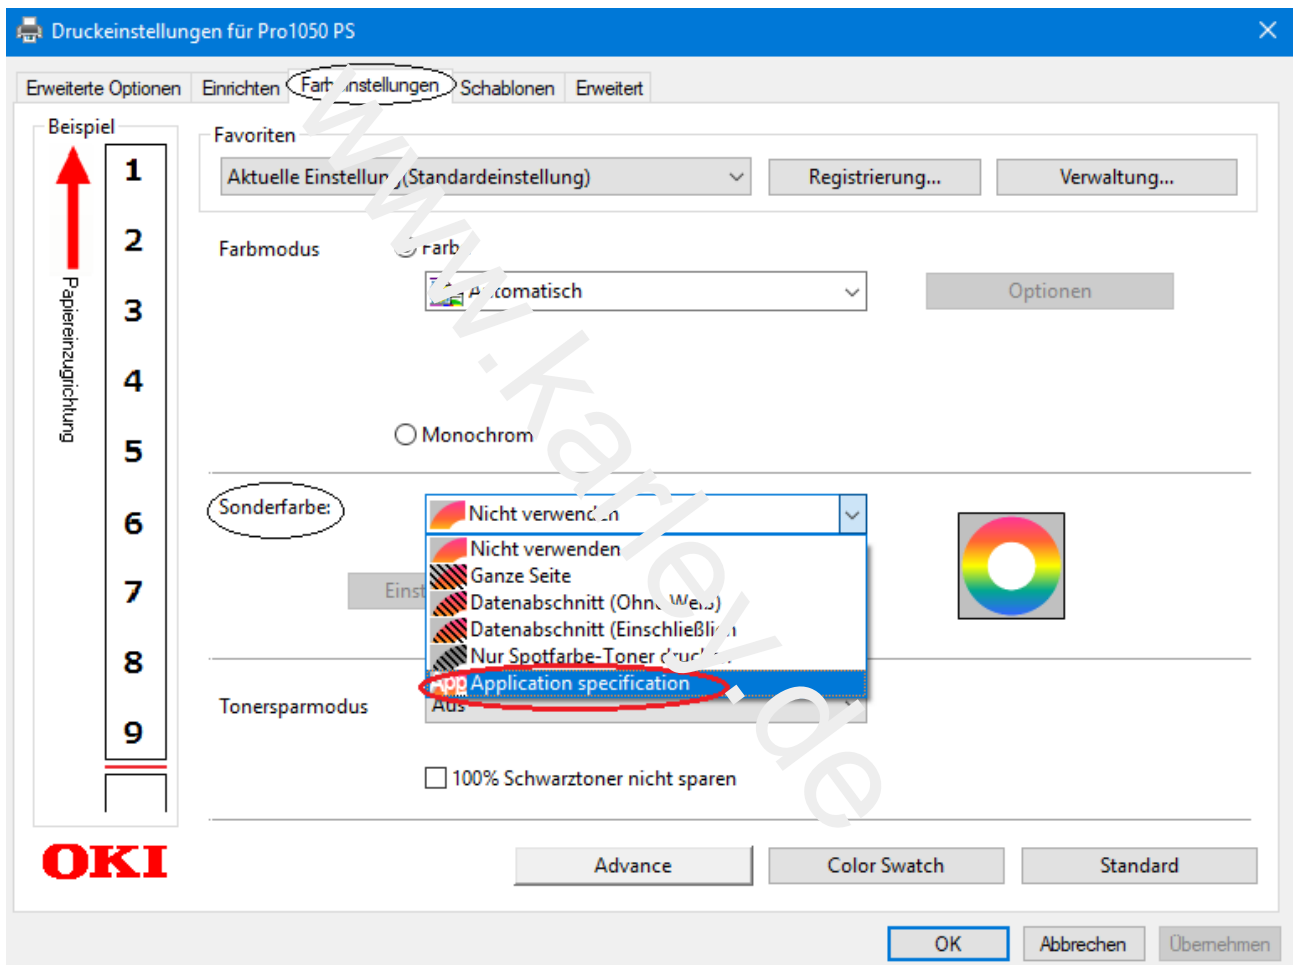 Druckeinstellungen für Pro1050 PS
Erweiterte Optionen
Einrichten
Schablonen
Erweitert
Beispiel
Papiereinzugrichtung
1
2
3
4
5
6
7
8
9
Favoriten
Aktuelle Einstellung(Standardeinstellung)
Registrierung...
Verwaltung...
Farbmodus
Automatisch
Optionen
Monochrom
Sonderfarbe:
Nicht verwenden
Nicht verwenden
Ganze Seite
Datenabschnitt (Ohne Weiß)
Datenabschnitt (Einschließlich
Nur Spotfarbe-Toner drucken
App Application specification
Tonersparmodus
Aus
100% Schwarztoner nicht sparen
OKI
Advance
Color Swatch
Standard
OK
Abbrechen
Übernehmen
www.karley.de